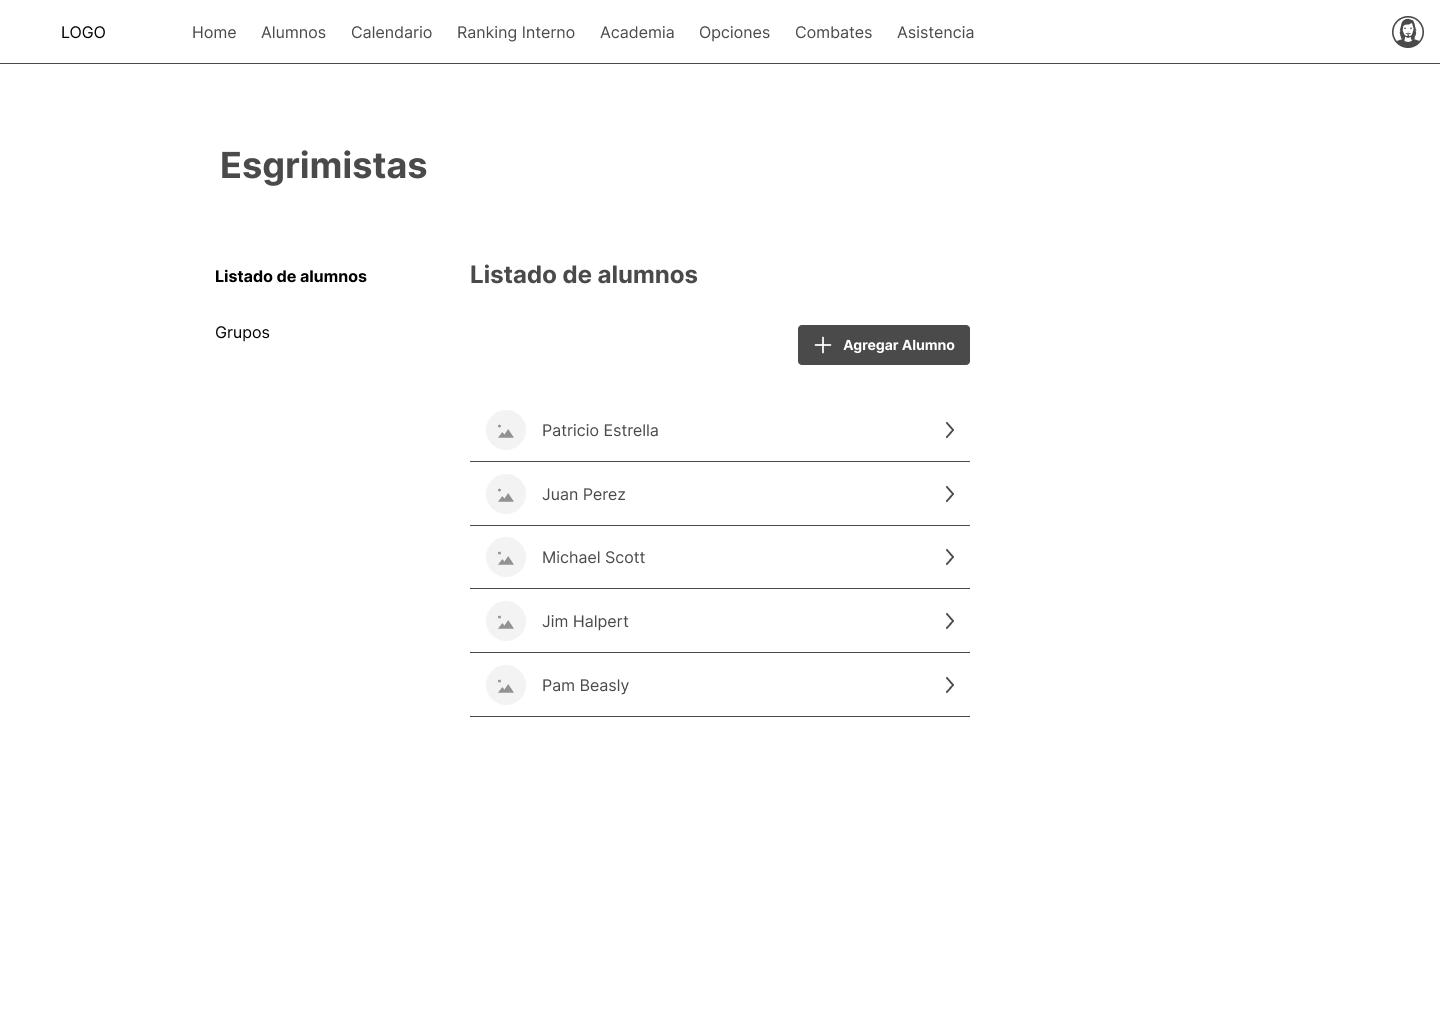 LOGO
Home Alumnos Calendario Ranking Interno Academia Opciones Combates Asistencia
Esgrimistas
Listado de alumnos
Grupos
Listado de alumnos
Agregar Alumno
Patricio Estrella
Juan Perez
Michael Scott
Jim Halpert
Pam Beasly